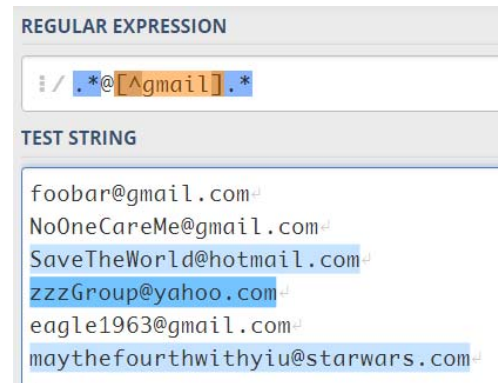 REGULAR EXPRESSION
/ .*@[^gmail].*
TEST STRING
foobar@gmail.com
NoOneCareMe@gmail.com
SaveTheWorld@hotmail.com
zzzGroup@yahoo.com
eagle1963@gmail.com
maythefourthwithyiu@starwars.com